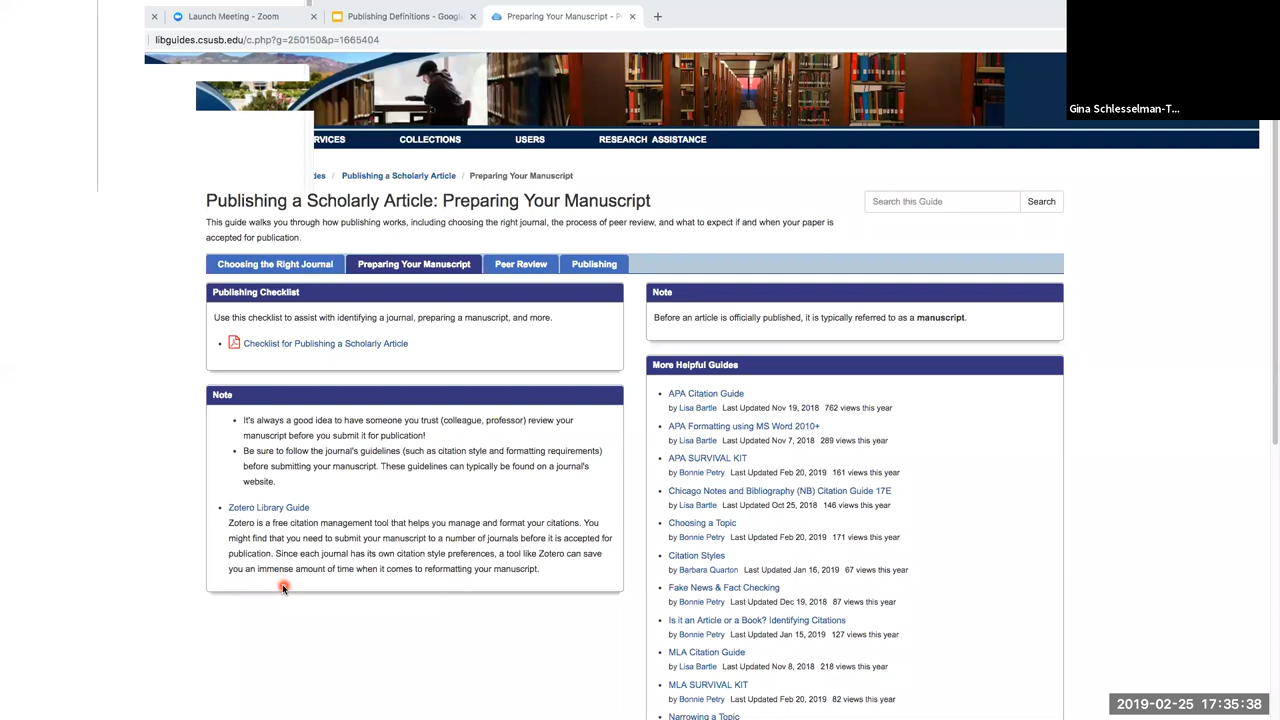 Launch Meeting - Zoom
Publishing Definitions - Google
Preparing Your Manuscript - P
libguides.csusb.edu/c.php?g=250150&p=1665404
Gina Schlesselman-T...
RVICES
COLLECTIONS
USERS
RESEARCH ASSISTANCE
des / Publishing a Scholarly Article / Preparing Your Manuscript
Publishing a Scholarly Article: Preparing Your Manuscript
Search this Guide
Search
This guide walks you through how publishing works, including choosing the right journal, the process of peer review, and what to expect if and when your paper is
accepted for publication.
Choosing the Right Journal
Preparing Your Manuscript
Peer Review
Publishing
Publishing Checklist
Use this checklist to assist with identifying a journal, preparing a manuscript, and more.
• Checklist for Publishing a Scholarly Article
Note
• It's always a good idea to have someone you trust (colleague, professor) review your
manuscript before you submit it for publication!
• Be sure to follow the journal's guidelines (such as citation style and formatting requirements)
before submitting your manuscript. These guidelines can typically be found on a journal's
website.
• Zotero Library Guide
Zotero is a free citation management tool that helps you manage and format your citations. You
might find that you need to submit your manuscript to a number of journals before it is accepted for
publication. Since each journal has its own citation style preferences, a tool like Zotero can save
you an immense amount of time when it comes to reformatting your manuscript.
Note
Before an article is officially published, it is typically referred to as a manuscript.
More Helpful Guides
• APA Citation Guide
by Lisa Bartle Last Updated Nov 19, 2018 762 views this year
• APA Formatting using MS Word 2010+
by Lisa Bartle Last Updated Nov 7, 2018 289 views this year
• APA SURVIVAL KIT
by Bonnie Petry Last Updated Feb 20, 2019 161 views this year
• Chicago Notes and Bibliography (NB) Citation Guide 17E
by Lisa Bartle Last Updated Oct 25, 2018 146 views this year
• Choosing a Topic
by Bonnie Petry Last Updated Feb 20, 2019 171 views this year
• Citation Styles
by Barbara Quarton Last Updated Jan 16, 2019 67 views this year
• Fake News & Fact Checking
by Bonnie Petry Last Updated Dec 19, 2018 87 views this year
• Is it an Article or a Book? Identifying Citations
by Bonnie Petry Last Updated Jan 15, 2019 127 views this year
• MLA Citation Guide
by Lisa Bartle Last Updated Nov 8, 2018 218 views this year
• MLA SURVIVAL KIT
by Bonnie Petry Last Updated Feb 20, 2019 82 views this year
• Narrowing a Topic
2019-02-25 17:35:38